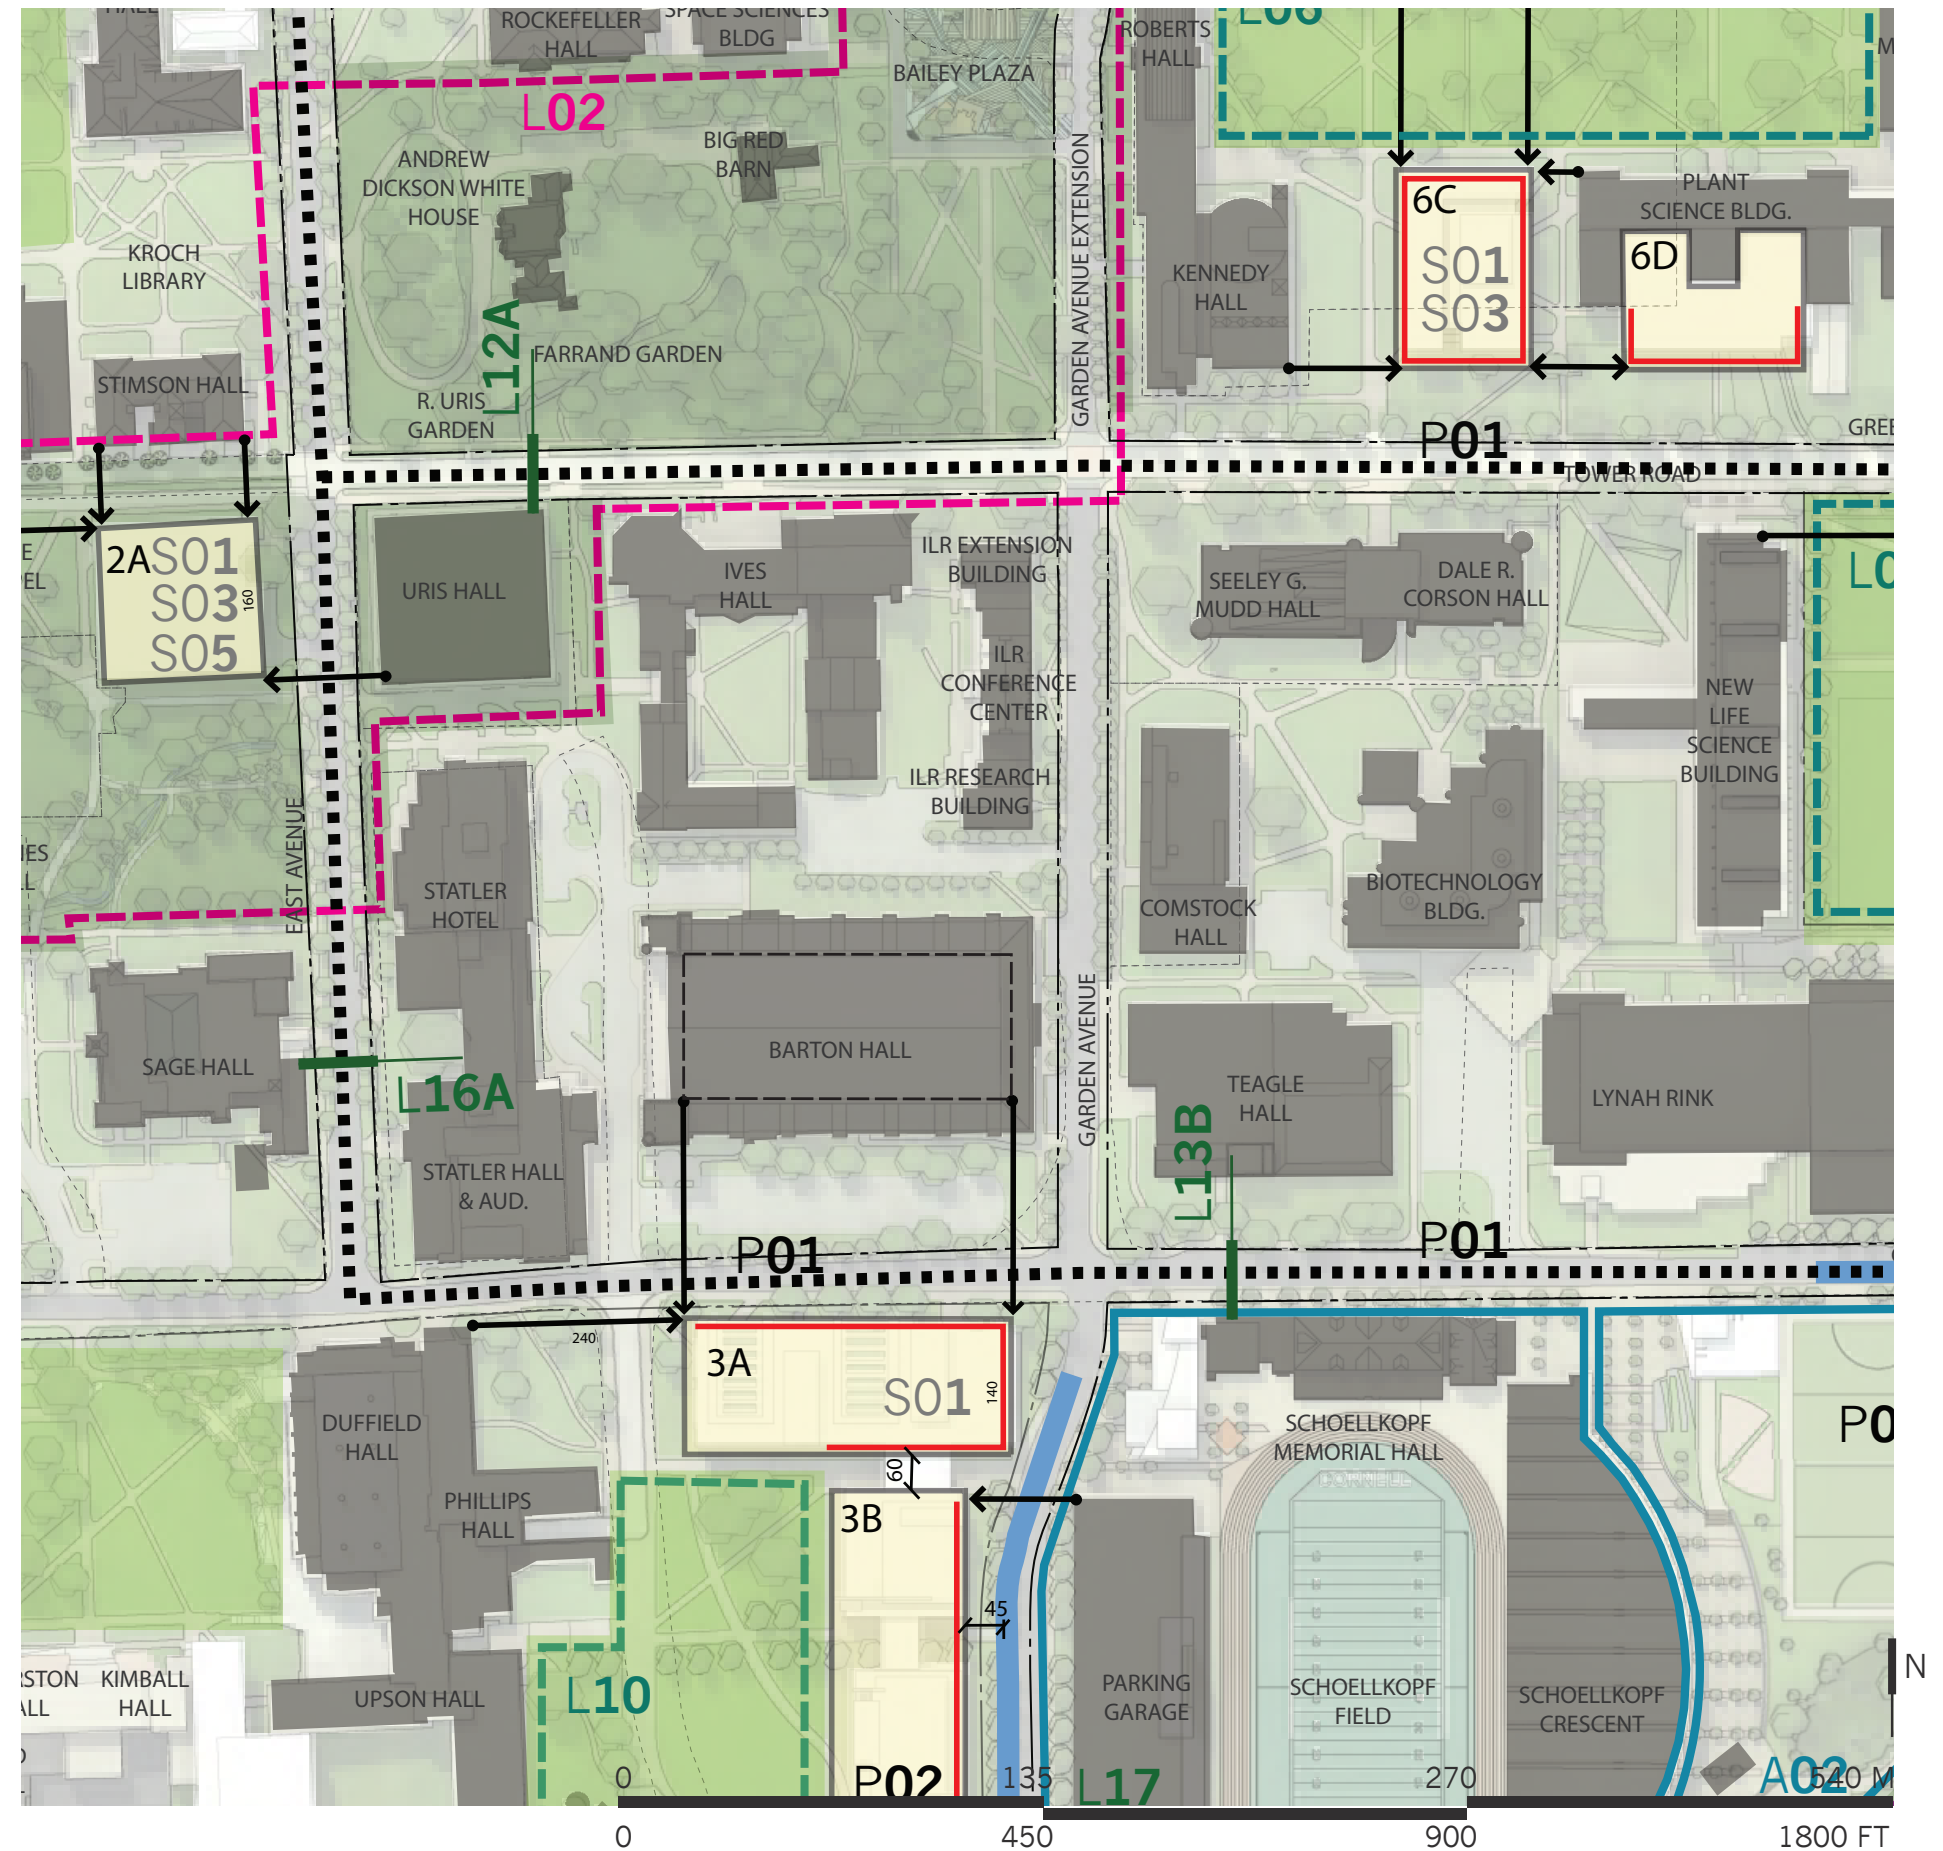 ROCKEFELLER
HALL
SPACE SCIENCES
BLDG
BAILEY PLAZA
ROBERTS
HALL
L06
L02
BIG RED
BARN
ANDREW
DICKSON WHITE
HOUSE
KROCH
LIBRARY
GARDEN AVENUE EXTENSION
KENNEDY
HALL
6C
S01
S03
PLANT
SCIENCE BLDG.
6D
L12A
FARRAND GARDEN
STIMSON HALL
R. URIS
GARDEN
P01
TOWER ROAD
2A
S01
S03
S05
160
URIS HALL
IVES
HALL
ILR EXTENSION
BUILDING
SEELEY G.
MUDD HALL
DALE R.
CORSON HALL
ILR
CONFERENCE
CENTER
NEW
LIFE
SCIENCE
BUILDING
ILR RESEARCH
BUILDING
EAST AVENUE
STATLER
HOTEL
COMSTOCK
HALL
BIOTECHNOLOGY
BLDG.
SAGE HALL
L16A
BARTON HALL
GARDEN AVENUE
TEAGLE
HALL
L13B
LYNAH RINK
STATLER HALL
& AUD.
P01
P01
240
3A
S01
140
DUFFIELD
HALL
SCHOELLKOPF
MEMORIAL HALL
CORNELL
60
PHILLIPS
HALL
3B
45
KIMBALL
HALL
UPSON HALL
L10
PARKING
GARAGE
SCHOELLKOPF
FIELD
SCHOELLKOPF
CRESCENT
N
P02
L17
A02
0 135 270 540 M
0 450 900 1800 FT